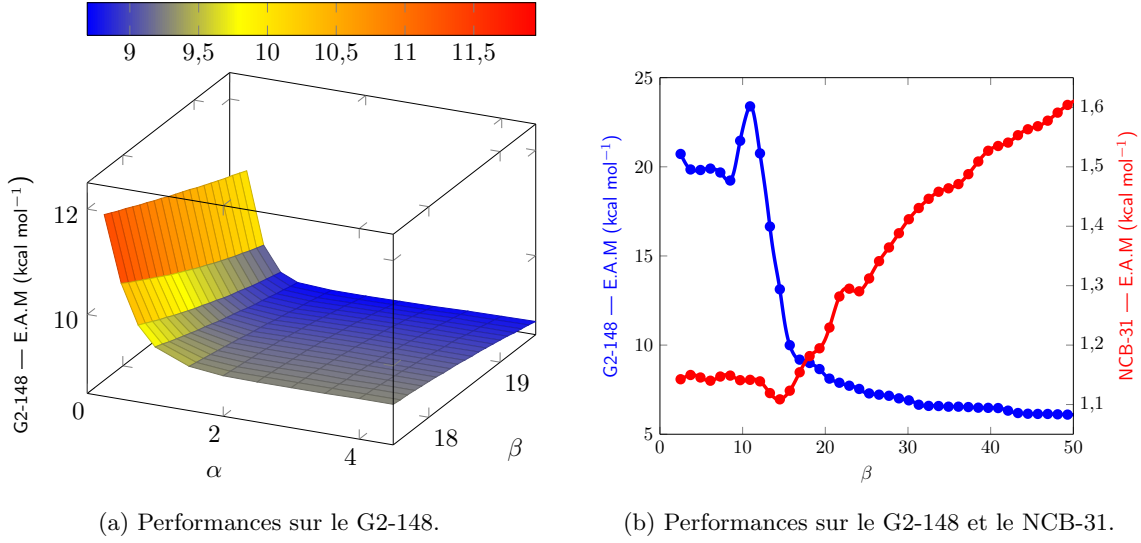 9 9,5 10 10,5 11 11,5
G2-148 — E.A.M (kcal mol⁻¹)
12
10
0
2
4
α
18
19
β
(a) Performances sur le G2-148.
G2-148 — E.A.M (kcal mol⁻¹)
25
20
15
10
5
0 10 20 30 40 50
β
1,6
1,5
1,4
1,3
1,2
1,1
NCB-31 — E.A.M (kcal mol⁻¹)
(b) Performances sur le G2-148 et le NCB-31.